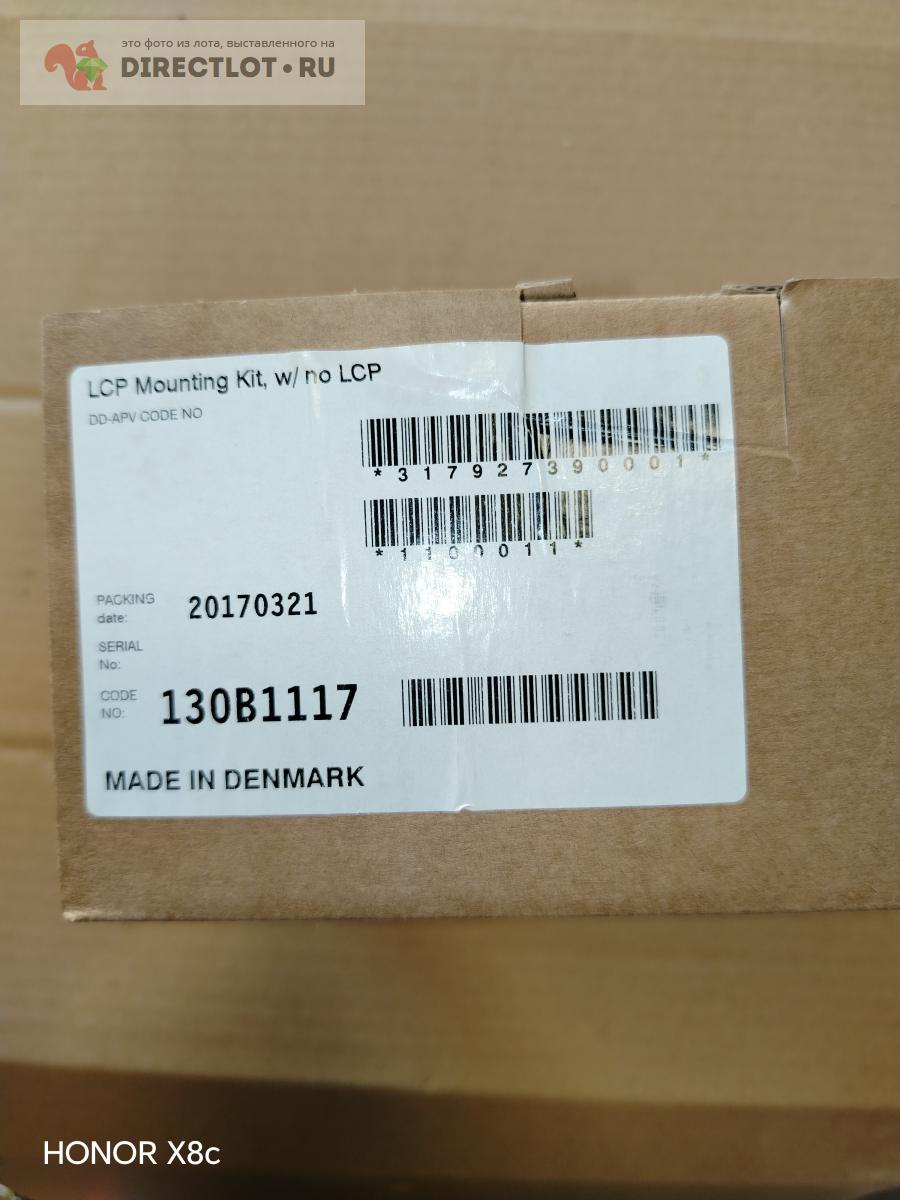 это фото из лота, выставленного на
DIRECTLOT•RU
LCP Mounting Kit, w/ no LCP
DD-APV CODE NO
*317927390001*
*1100011*
PACKING
date:
20170321
SERIAL
No:
CODE
NO:
130B1117
MADE IN DENMARK
HONOR X8c